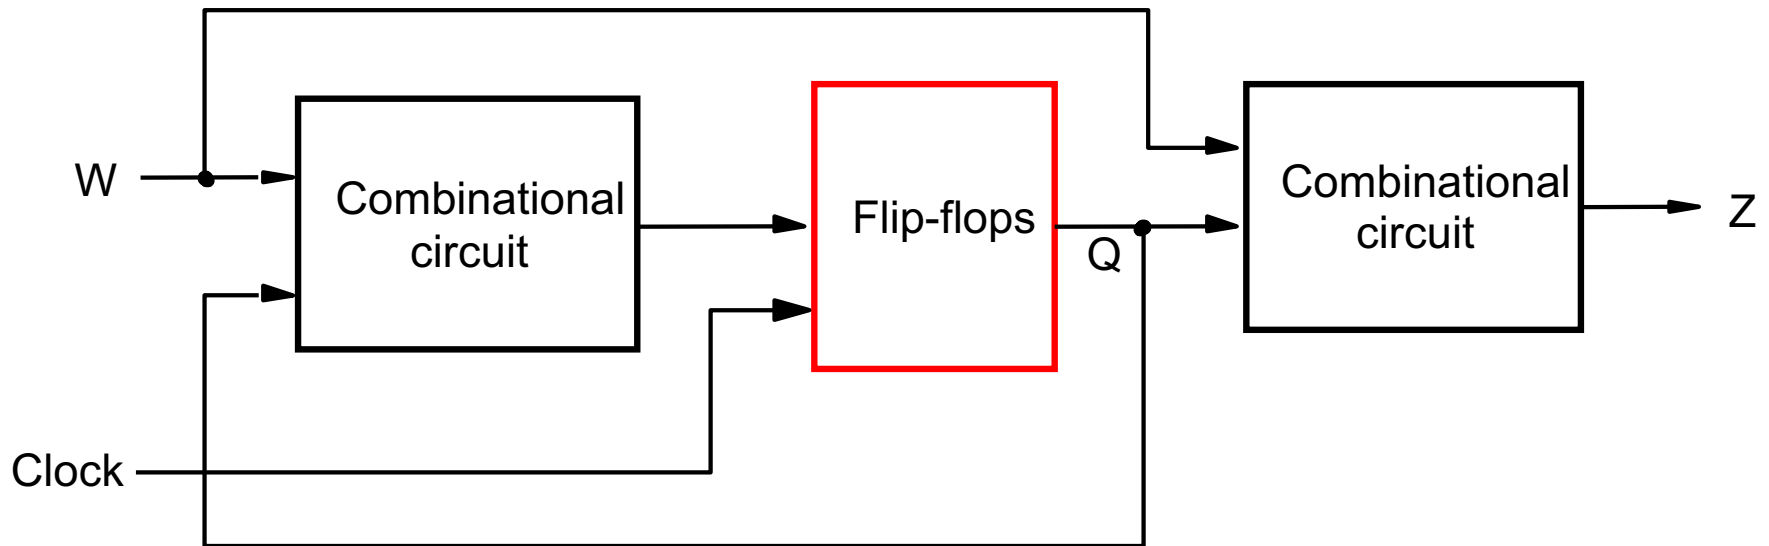 W
Combinational
circuit
Flip-flops
Q
Combinational
circuit
Z
Clock